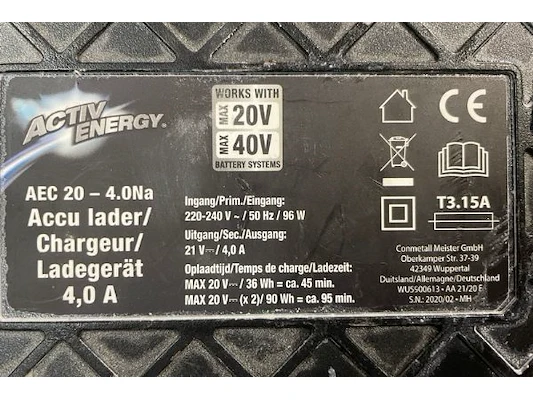 ACTIV
ENERGY®
AEC 20 – 4.0Na
Accu lader/
Chargeur/
Ladegerät
4,0 A
WORKS WITH
MAX 20V
MAX 40V
BATTERY SYSTEMS
Ingang/Prim./Eingang:
220-240 V ~ / 50 Hz / 96 W
Uitgang/Sec./Ausgang:
21 V ⎓ / 4,0 A
Oplaadtijd/Temps de charge/Ladezeit:
MAX 20 V ⎓ / 36 Wh = ca. 45 min.
MAX 20 V ⎓ (x 2)/ 90 Wh = ca. 95 min.
CE
T3.15A
Conmetall Meister GmbH
Oberkamper Str. 37-39
42349 Wuppertal
Duitsland/Allemagne/Deutschland
WU5900613 • AA 21/20 E
S.N.: 2020/02 • MH